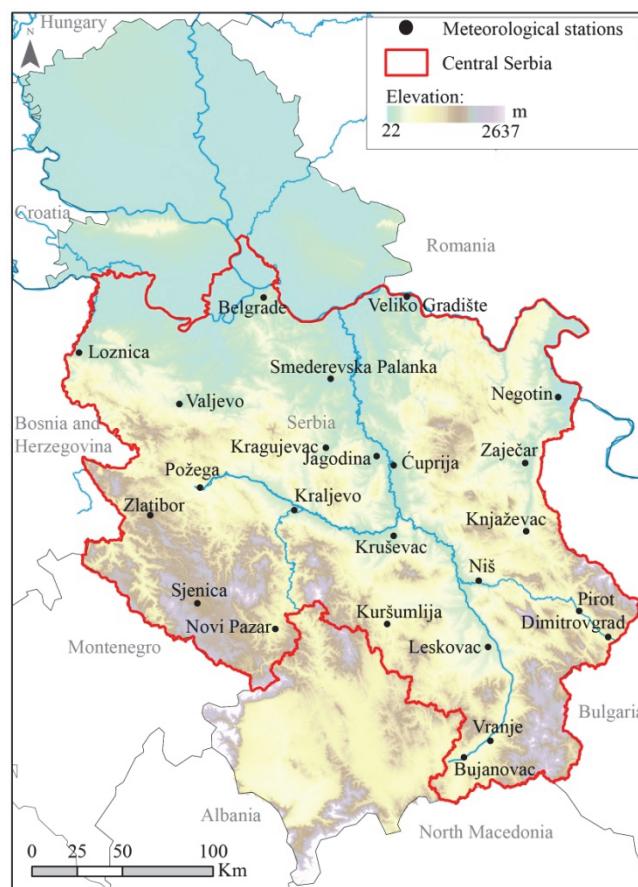 Hungary
N
Meteorological stations
Central Serbia
Elevation:
m
22 2637
Croatia
Romania
Belgrade
Veliko Gradište
Loznica
Smederevska Palanka
Negotin
Valjevo
Bosnia and
Herzegovina
Serbia
Kragujevac
Jagodina
Ćuprija
Zaječar
Požega
Zlatibor
Kraljevo
Knjaževac
Kruševac
Niš
Sjenica
Pirot
Novi Pazar
Kuršumlija
Dimitrovgrad
Montenegro
Leskovac
Bulgaria
Vranje
Bujanovac
Albania
North Macedonia
0 25 50 100
Km